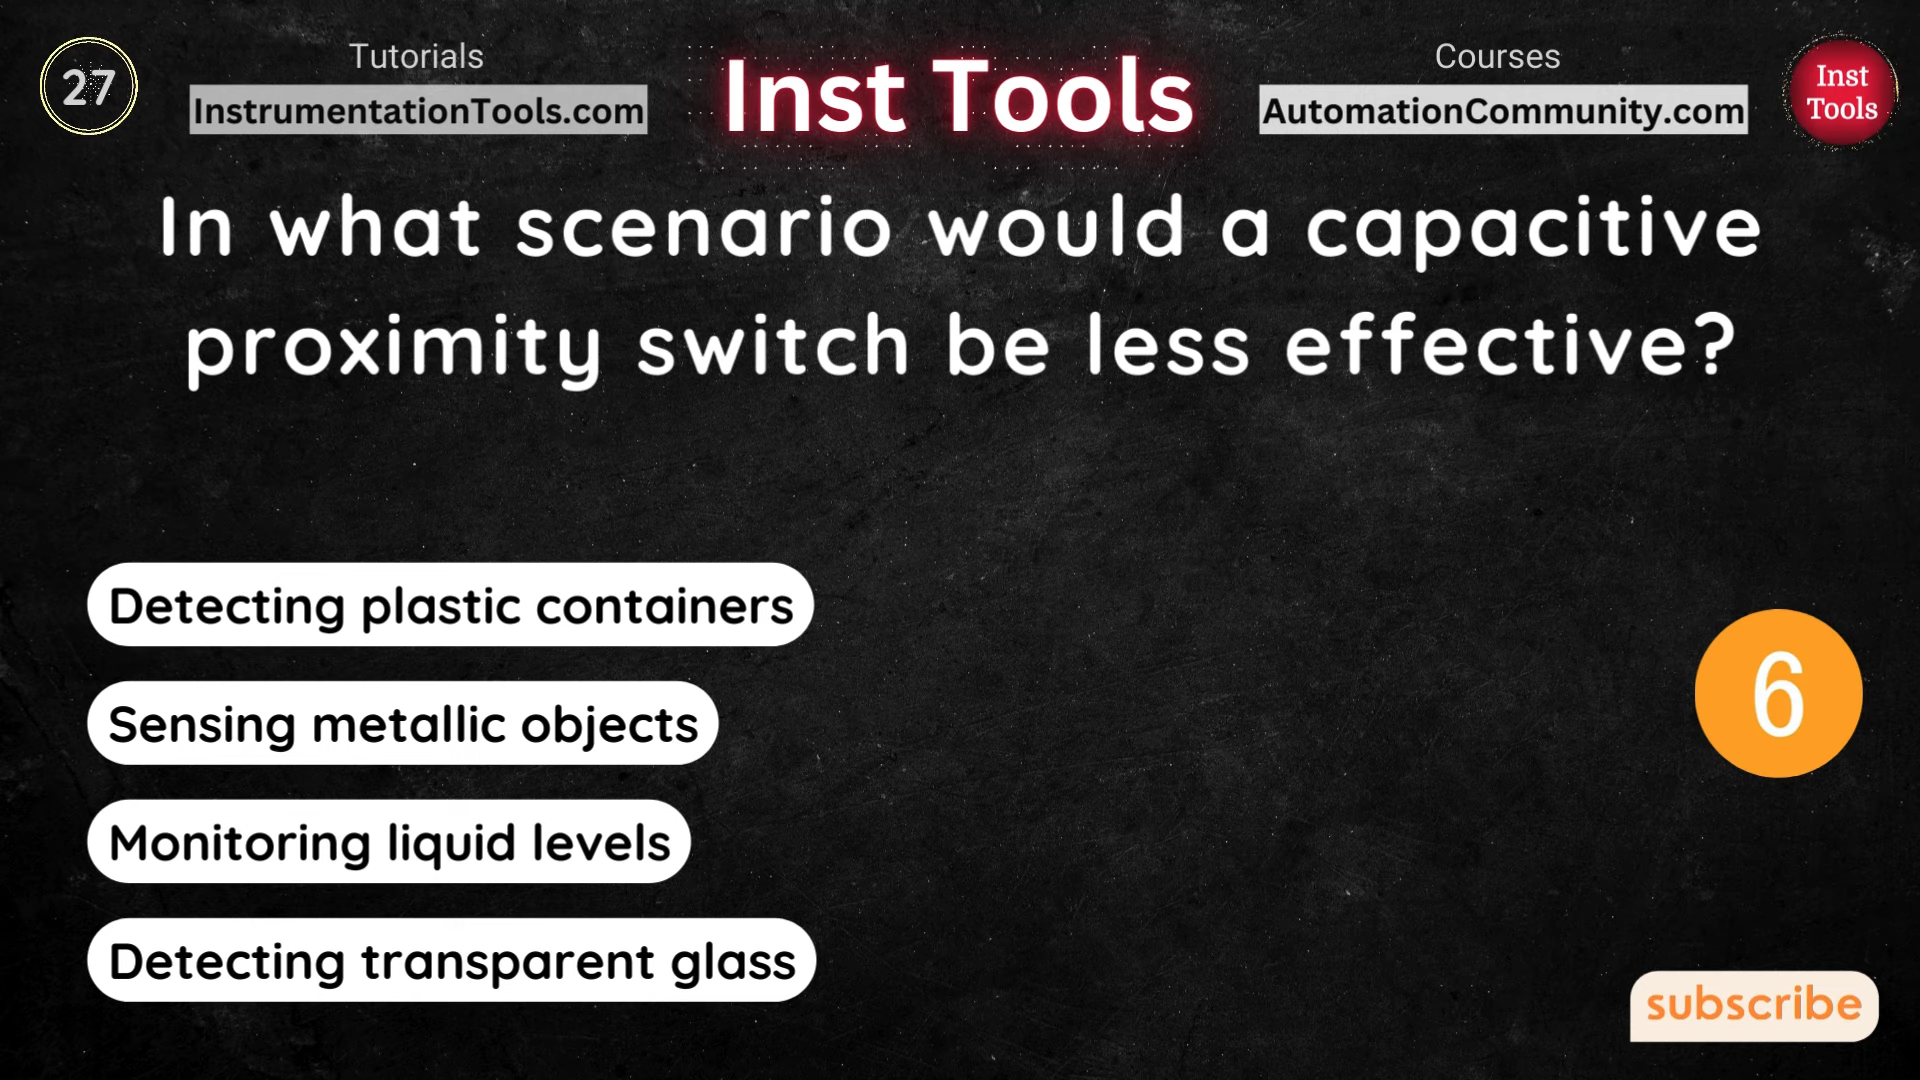 27
Tutorials
InstrumentationTools.com
Inst Tools
Courses
AutomationCommunity.com
Inst
Tools
In what scenario would a capacitive
proximity switch be less effective?
Detecting plastic containers
Sensing metallic objects
Monitoring liquid levels
Detecting transparent glass
6
subscribe